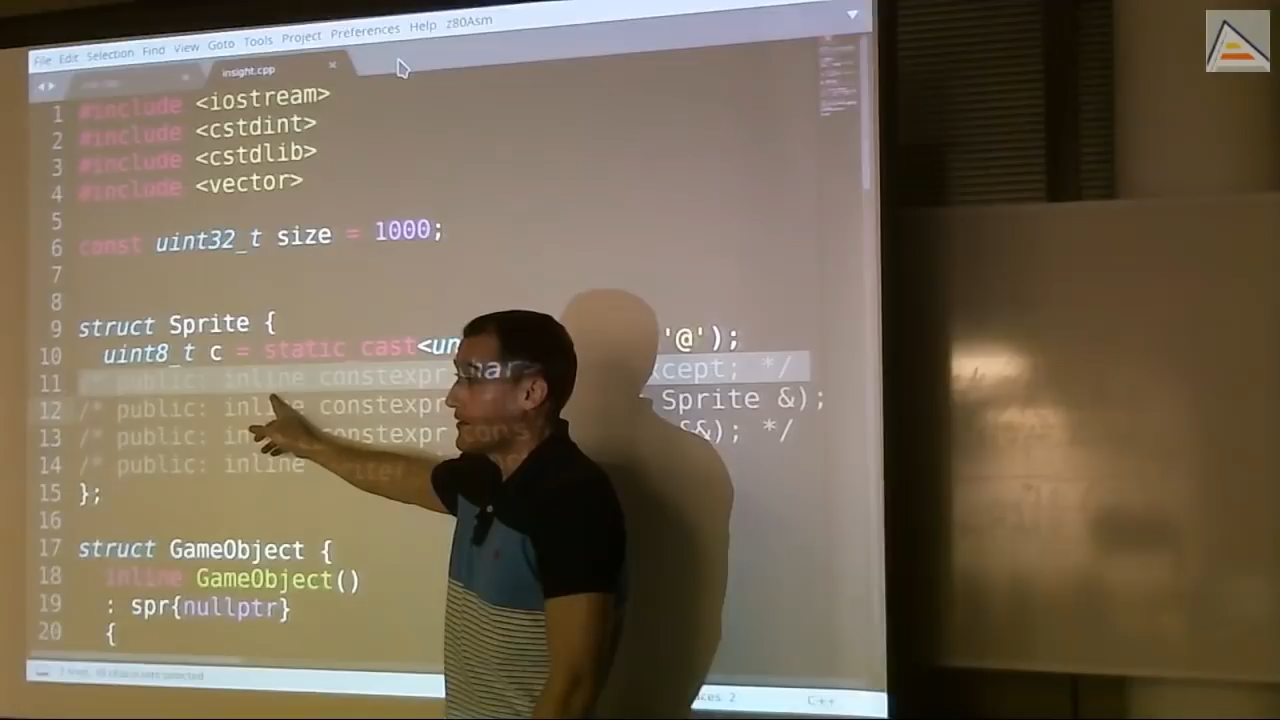 File Edit Selection Find View Goto Tools Project Preferences Help z80Asm
insight.cpp
1 #include <iostream>
2 #include <cstdint>
3 #include <cstdlib>
4 #include <vector>
5
6 const uint32_t size = 1000;
7
8
9 struct Sprite {
10 uint8_t c = static_cast<un '@');
11 /* public: inline constexpr xcept; */
12 /* public: inline constexpr Sprite &);
13 /* public: inline constexpr cons &&); */
14 /* public: inline
15 };
16
17 struct GameObject {
18 inline GameObject()
19 : spr{nullptr}
20 {
selected
C++